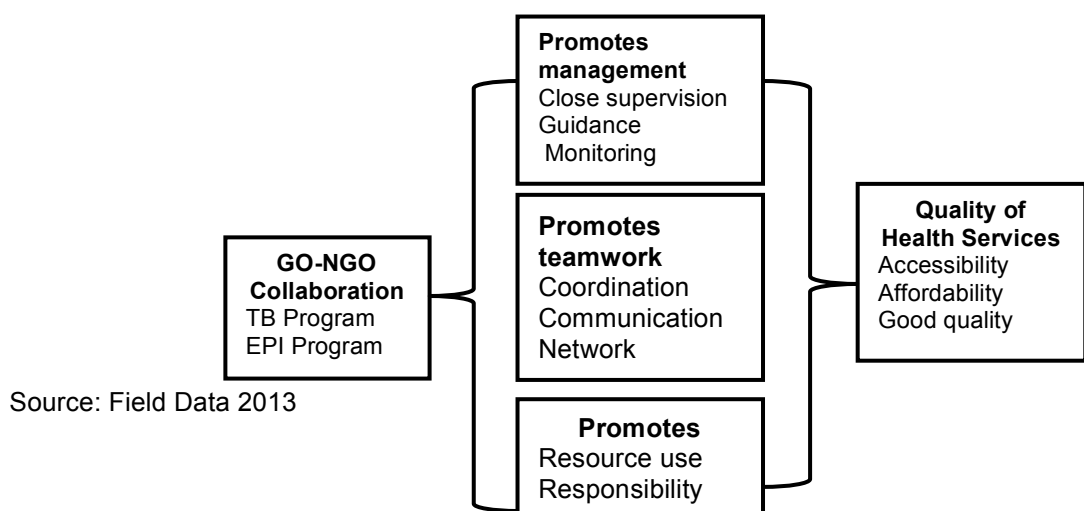 Promotes
management
Close supervision
Guidance
Monitoring
Promotes
teamwork
Coordination
Communication
Network
Promotes
Resource use
Responsibility
GO-NGO
Collaboration
TB Program
EPI Program
Quality of
Health Services
Accessibility
Affordability
Good quality
Source: Field Data 2013